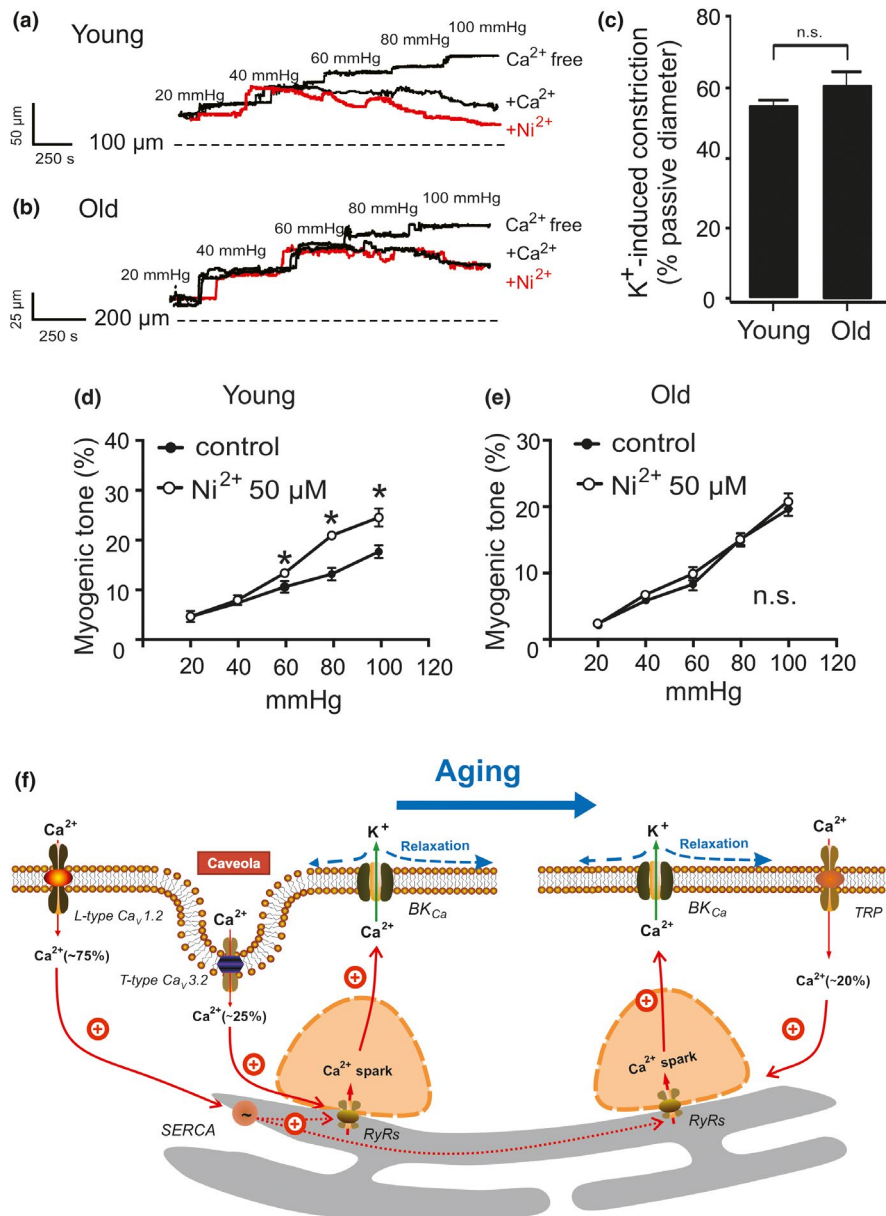 (a)
Young
20 mmHg
40 mmHg
60 mmHg
80 mmHg
100 mmHg
Ca²⁺ free
+Ca²⁺
+Ni²⁺
50 µm
250 s
100 µm
(b)
Old
20 mmHg
40 mmHg
60 mmHg
80 mmHg
100 mmHg
Ca²⁺ free
+Ca²⁺
+Ni²⁺
25 µm
250 s
200 µm
(c)
n.s.
K⁺-induced constriction
(% passive diameter)
80
60
40
20
0
Young
Old
(d)
Young
control
Ni²⁺ 50 µM
Myogenic tone (%)
40
30
20
10
0
*
*
*
20 40 60 80 100 120
mmHg
(e)
Old
control
Ni²⁺ 50 µM
Myogenic tone (%)
30
20
10
0
n.s.
20 40 60 80 100 120
mmHg
(f)
Aging
Ca²⁺
Caveola
K⁺
Relaxation
K⁺
Relaxation
Ca²⁺
L-type Caᵥ1.2
Ca²⁺
BK_Ca
Ca²⁺
BK_Ca
Ca²⁺
TRP
Ca²⁺(~75%)
T-type Caᵥ3.2
Ca²⁺(~25%)
Ca²⁺(~20%)
+
+
+
+
+
+
Ca²⁺ spark
Ca²⁺ spark
SERCA
~
RyRs
RyRs